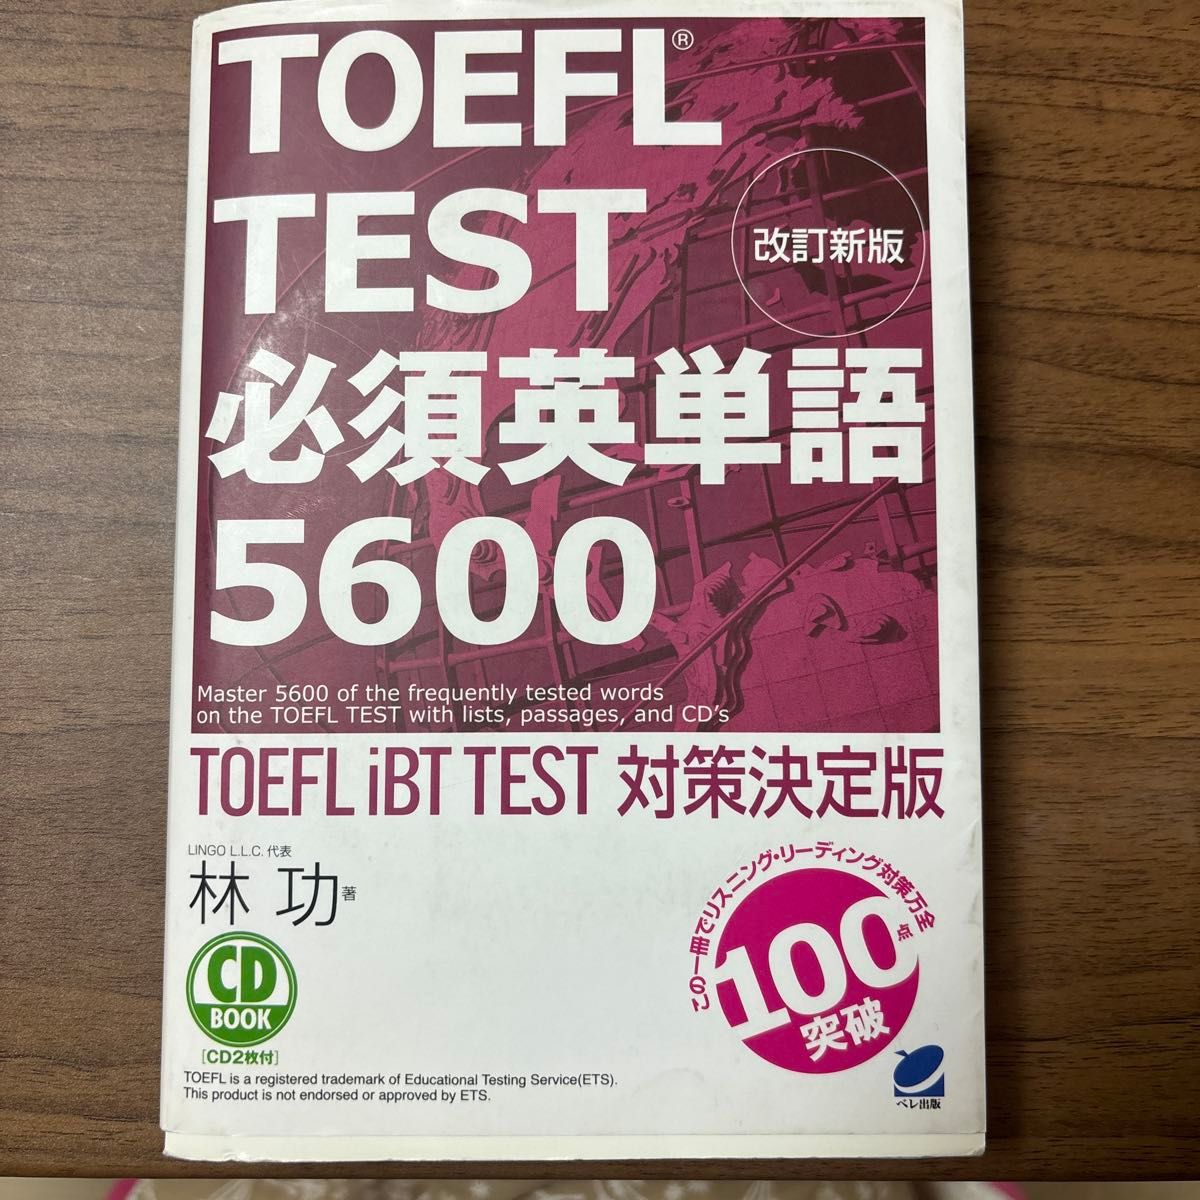 TOEFL®
TEST
改訂新版
必須英単語
5600
Master 5600 of the frequently tested words
on the TOEFL TEST with lists, passages, and CD's
TOEFL iBT TEST 対策決定版
LINGO L.L.C. 代表
林 功 著
この一冊でリスニング・リーディング対策万全
100点
突破
CD
BOOK
[CD2枚付]
TOEFL is a registered trademark of Educational Testing Service(ETS).
This product is not endorsed or approved by ETS.
ベレ出版